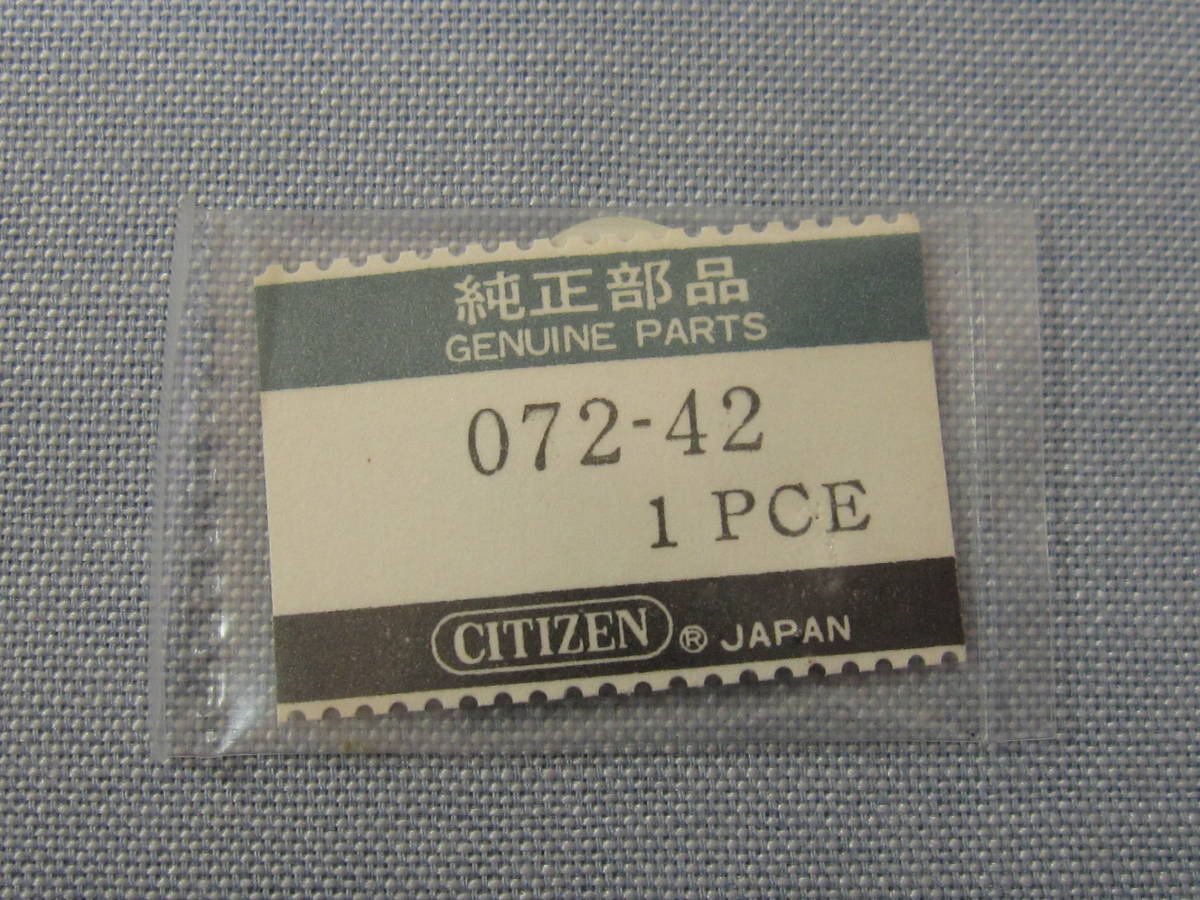 純正部品
GENUINE PARTS
072-42
1 PCE
CITIZEN ® JAPAN